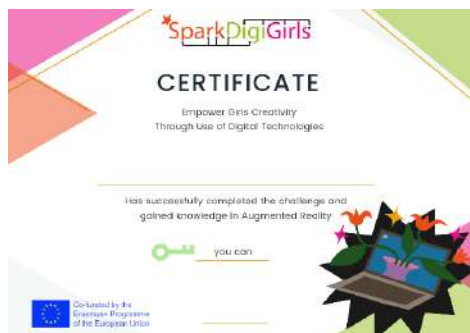 SparkDigiGirls
CERTIFICATE
Empower Girls Creativity
Through Use of Digital Technologies
Has successfully completed the challenge and
gained knowledge in Augmented Reality
you can
Co-funded by the
Erasmus+ Programme
of the European Union